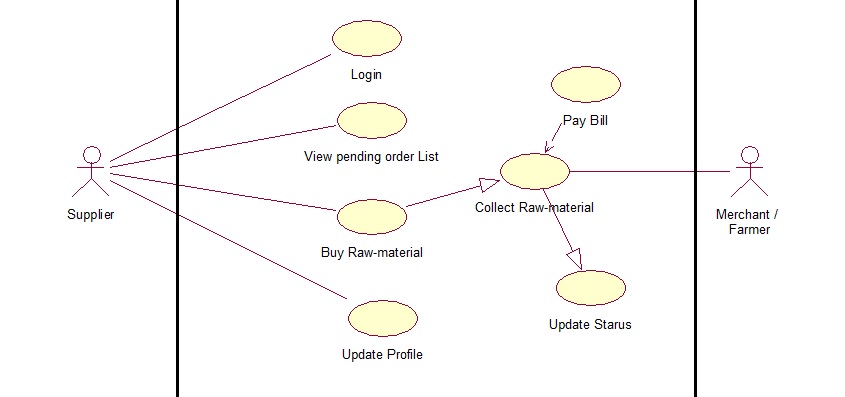 Login
Pay Bill
View pending order List
Supplier
Collect Raw-material
Merchant /
Farmer
Buy Raw-material
Update Starus
Update Profile